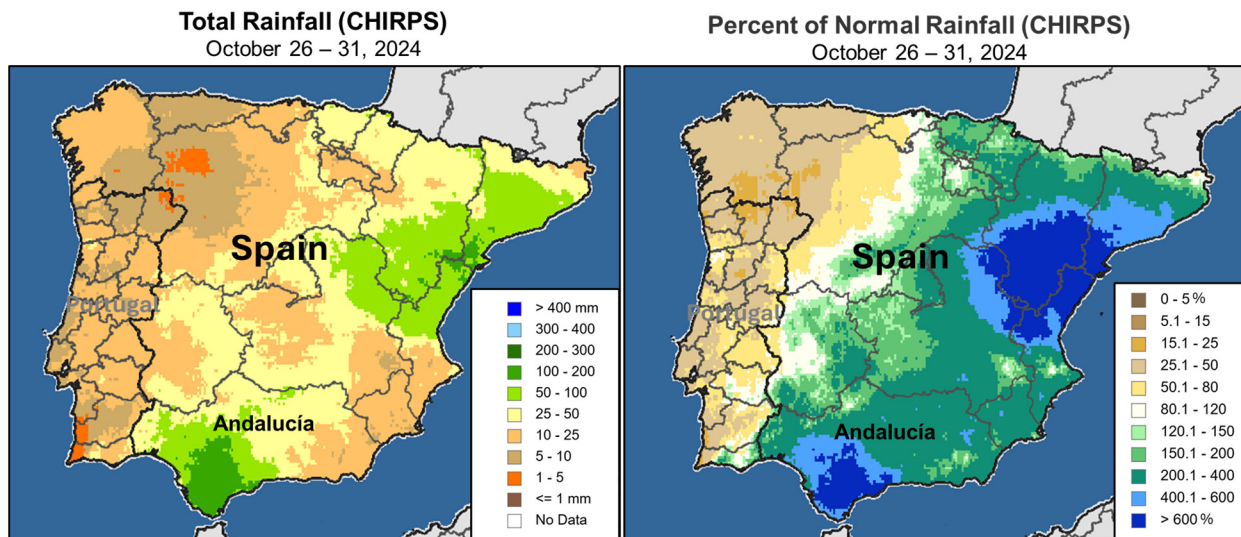 Total Rainfall (CHIRPS)
October 26 – 31, 2024
Spain
Portugal
Andalucía
> 400 mm
300 - 400
200 - 300
100 - 200
50 - 100
25 - 50
10 - 25
5 - 10
1 - 5
<= 1 mm
No Data
Percent of Normal Rainfall (CHIRPS)
October 26 – 31, 2024
Spain
Portugal
Andalucía
0 - 5 %
5.1 - 15
15.1 - 25
25.1 - 50
50.1 - 80
80.1 - 120
120.1 - 150
150.1 - 200
200.1 - 400
400.1 - 600
> 600 %